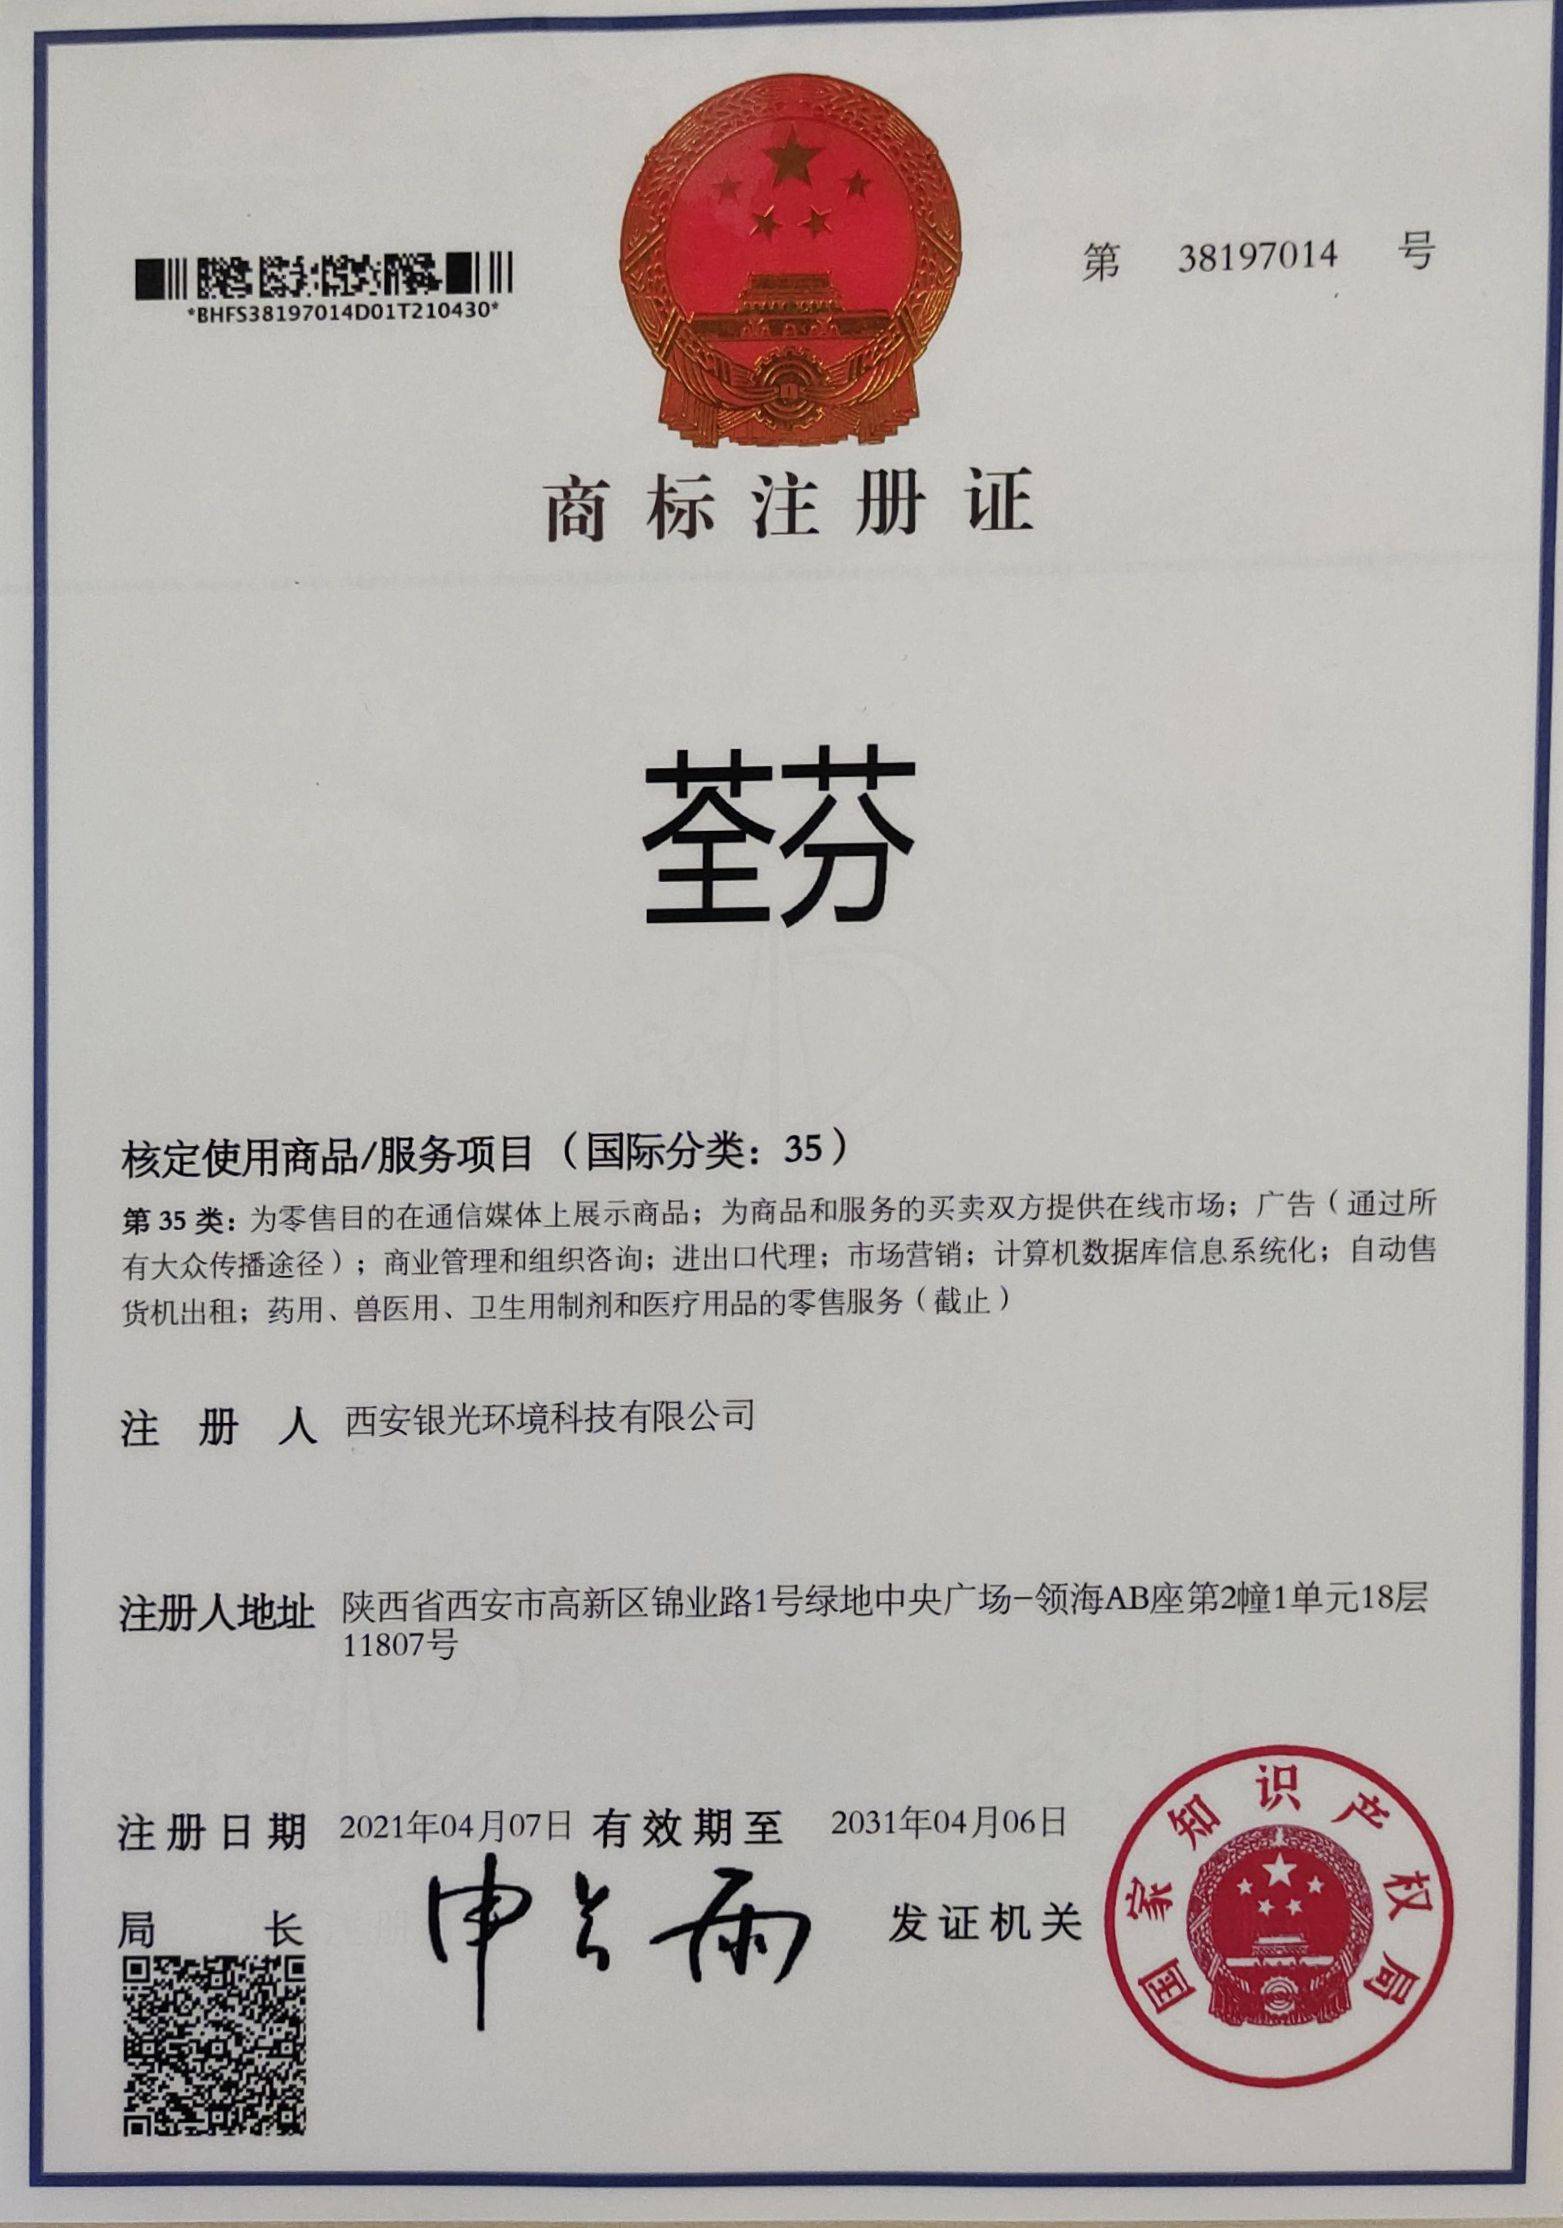 *BHFS38197014D01T210430*
第 38197014 号
商标注册证
荃芬
核定使用商品/服务项目（国际分类：35）
第 35 类：为零售目的在通信媒体上展示商品；为商品和服务的买卖双方提供在线市场；广告（通过所
有大众传播途径）；商业管理和组织咨询；进出口代理；市场营销；计算机数据库信息系统化；自动售
货机出租；药用、兽医用、卫生用制剂和医疗用品的零售服务（截止）
注册人 西安银光环境科技有限公司
注册人地址 陕西省西安市高新区锦业路1号绿地中央广场-领海AB座第2幢1单元18层
11807号
注册日期 2021年04月07日 有效期至 2031年04月06日
局长 申长雨 发证机关
国家知识产权局